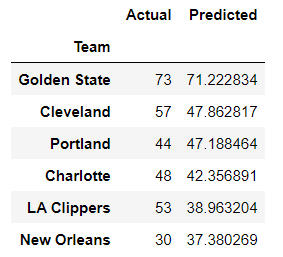 Actual Predicted
Team
Golden State 73 71.222834
Cleveland 57 47.862817
Portland 44 47.188464
Charlotte 48 42.356891
LA Clippers 53 38.963204
New Orleans 30 37.380269